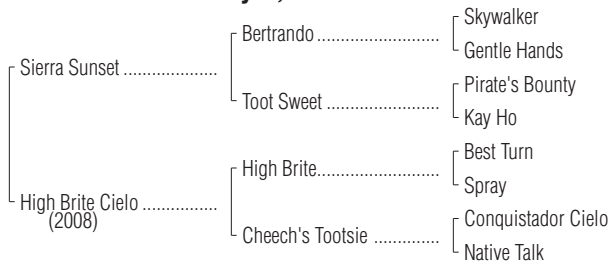 Skywalker
Bertrando
Gentle Hands
Sierra Sunset
Pirate's Bounty
Toot Sweet
Kay Ho
Best Turn
High Brite
Spray
High Brite Cielo
(2008)
Conquistador Cielo
Cheech's Tootsie
Native Talk